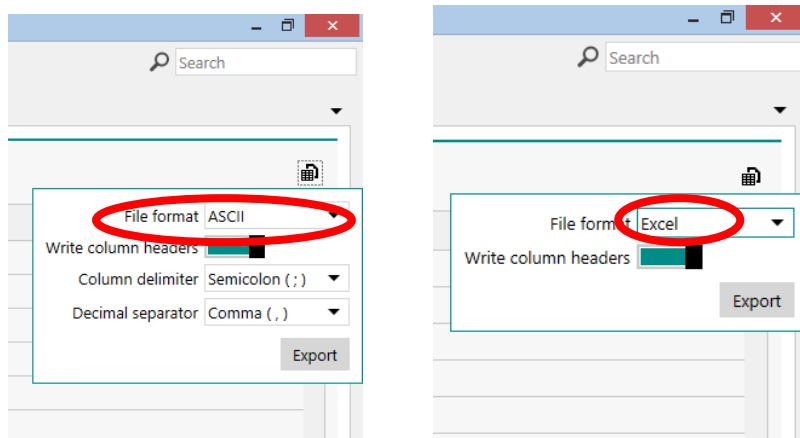 Search
File format ASCII
Write column headers
Column delimiter Semicolon ( ; )
Decimal separator Comma ( , )
Export
Search
File format Excel
Write column headers
Export